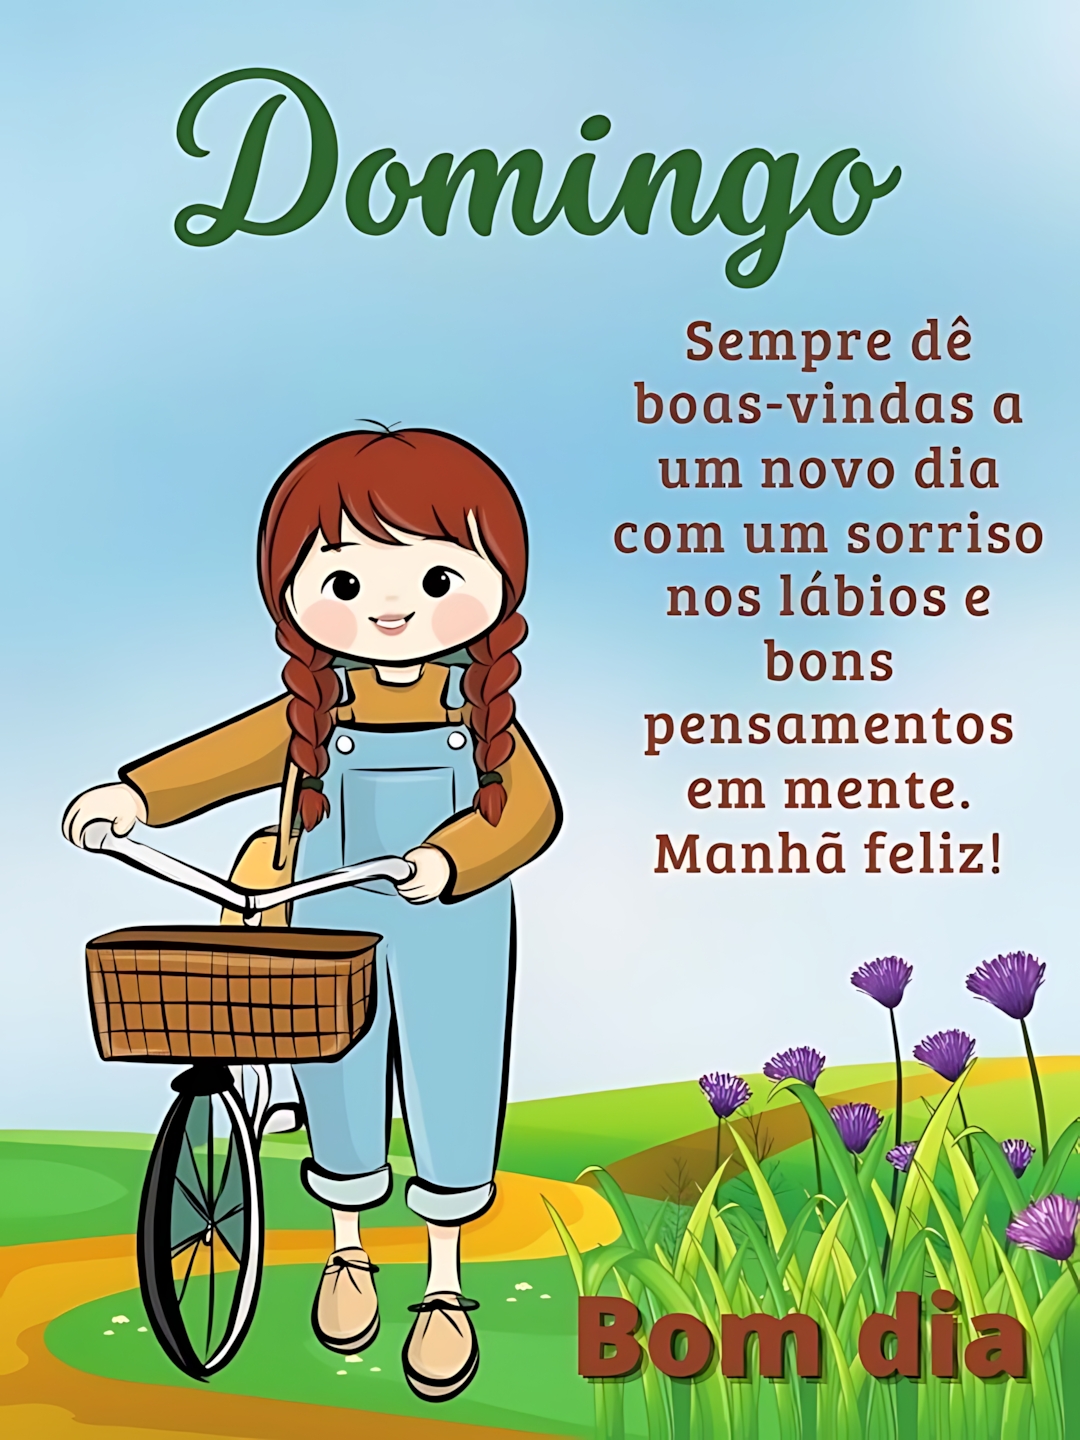 Domingo
Sempre dê
boas-vindas a
um novo dia
com um sorriso
nos lábios e
bons
pensamentos
em mente.
Manhã feliz!
Bom dia